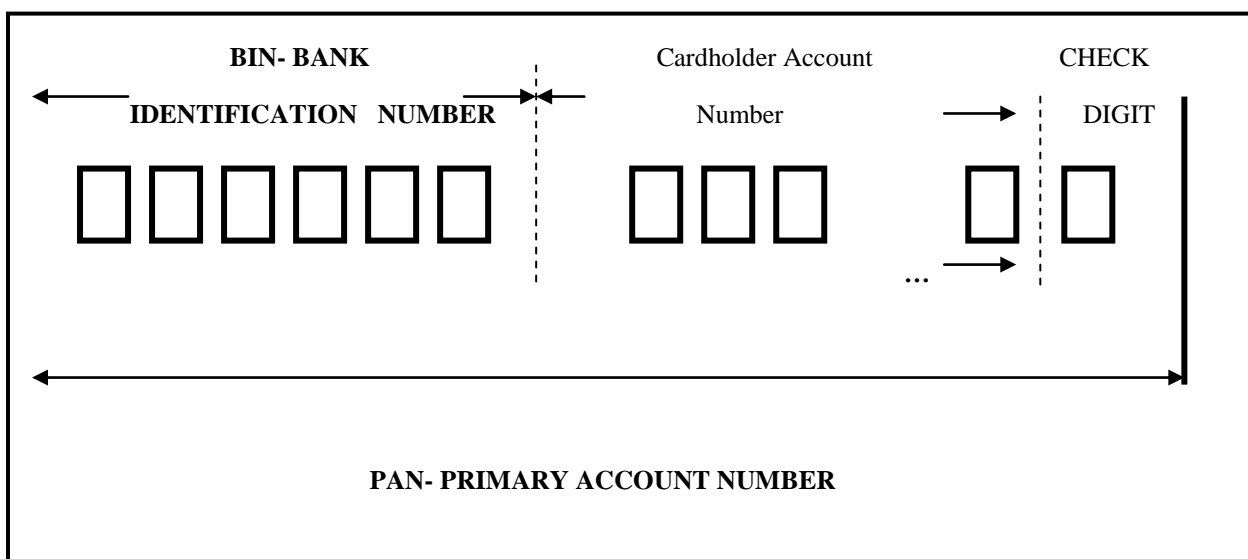 BIN- BANK
IDENTIFICATION NUMBER
Cardholder Account
Number
CHECK
DIGIT
...
PAN- PRIMARY ACCOUNT NUMBER